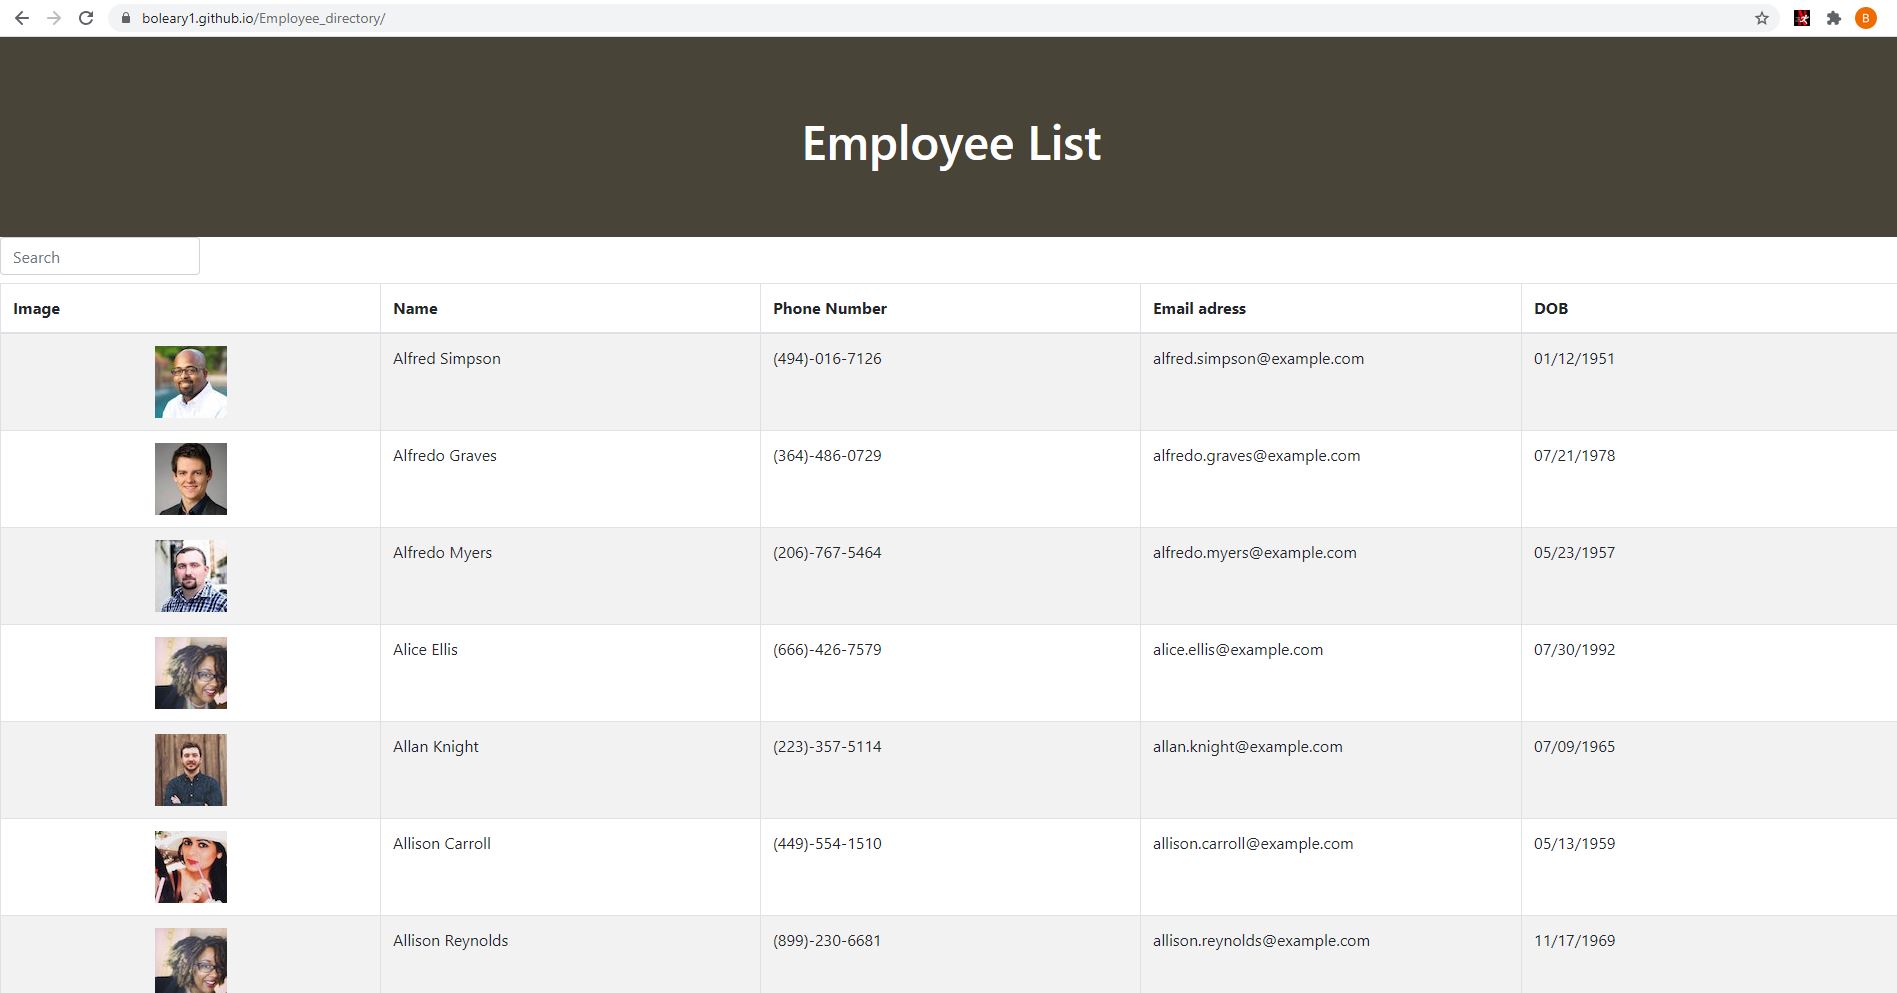 boleary1.github.io/Employee_directory/
B
Employee List
Search
Image Name Phone Number Email adress DOB
Alfred Simpson (494)-016-7126 alfred.simpson@example.com 01/12/1951
Alfredo Graves (364)-486-0729 alfredo.graves@example.com 07/21/1978
Alfredo Myers (206)-767-5464 alfredo.myers@example.com 05/23/1957
Alice Ellis (666)-426-7579 alice.ellis@example.com 07/30/1992
Allan Knight (223)-357-5114 allan.knight@example.com 07/09/1965
Allison Carroll (449)-554-1510 allison.carroll@example.com 05/13/1959
Allison Reynolds (899)-230-6681 allison.reynolds@example.com 11/17/1969